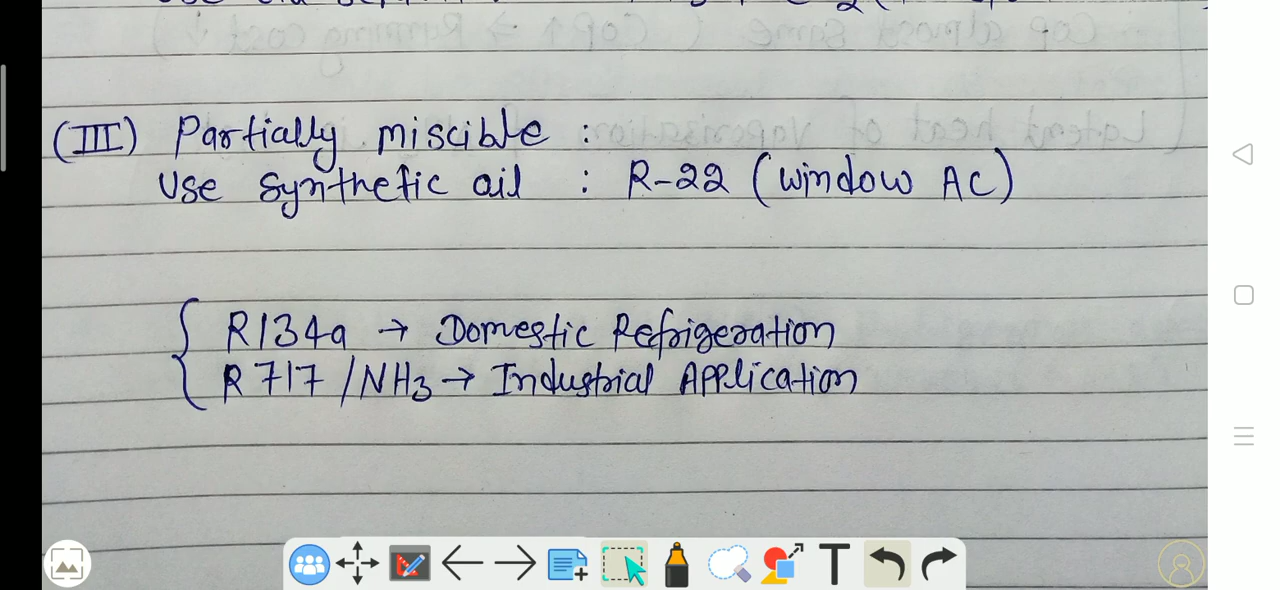 (III) Partially miscible :
Use synthetic oil : R-22 (Window AC)
R134a → Domestic Refrigeration
R717/NH3 → Industrial Application
T